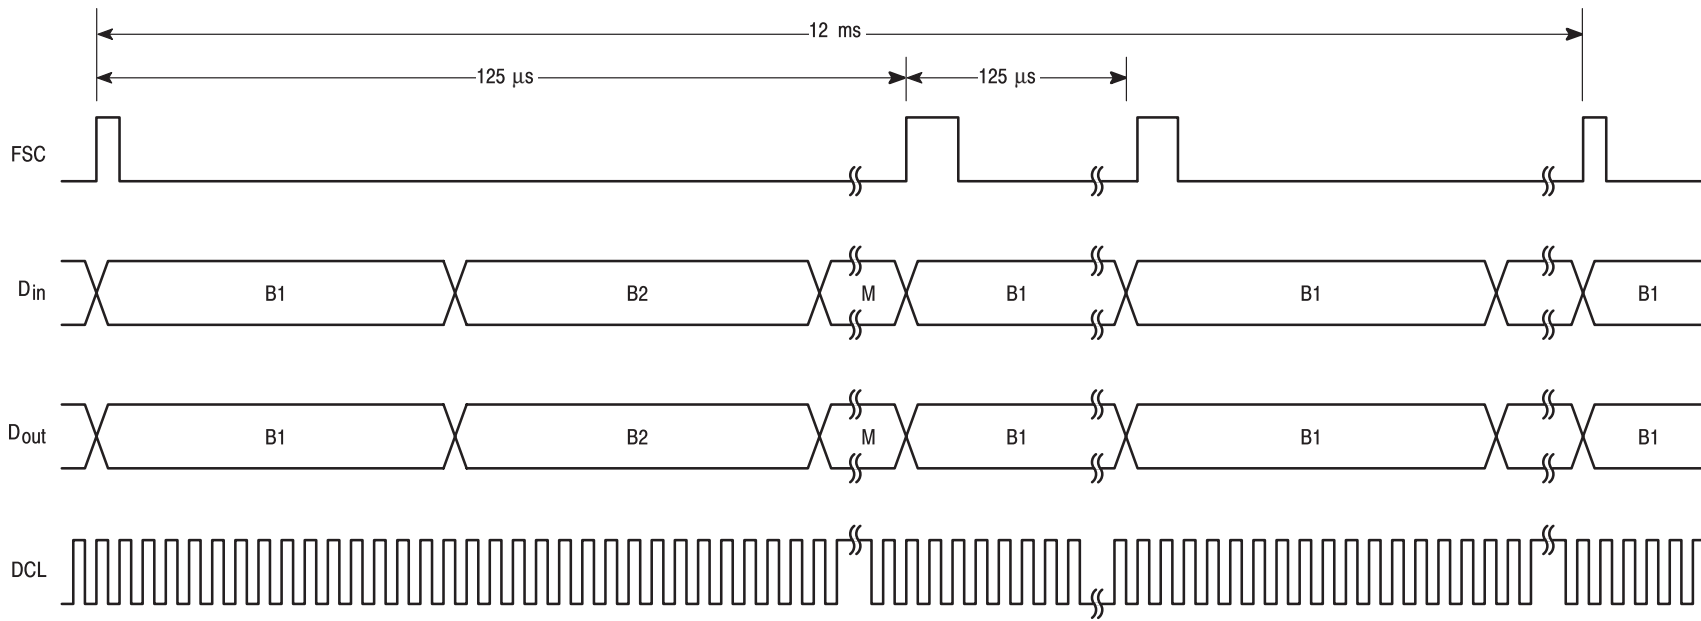 12 ms
125 μs 125 μs
FSC
Din B1 B2 M B1 B1 B1
Dout B1 B2 M B1 B1 B1
DCL